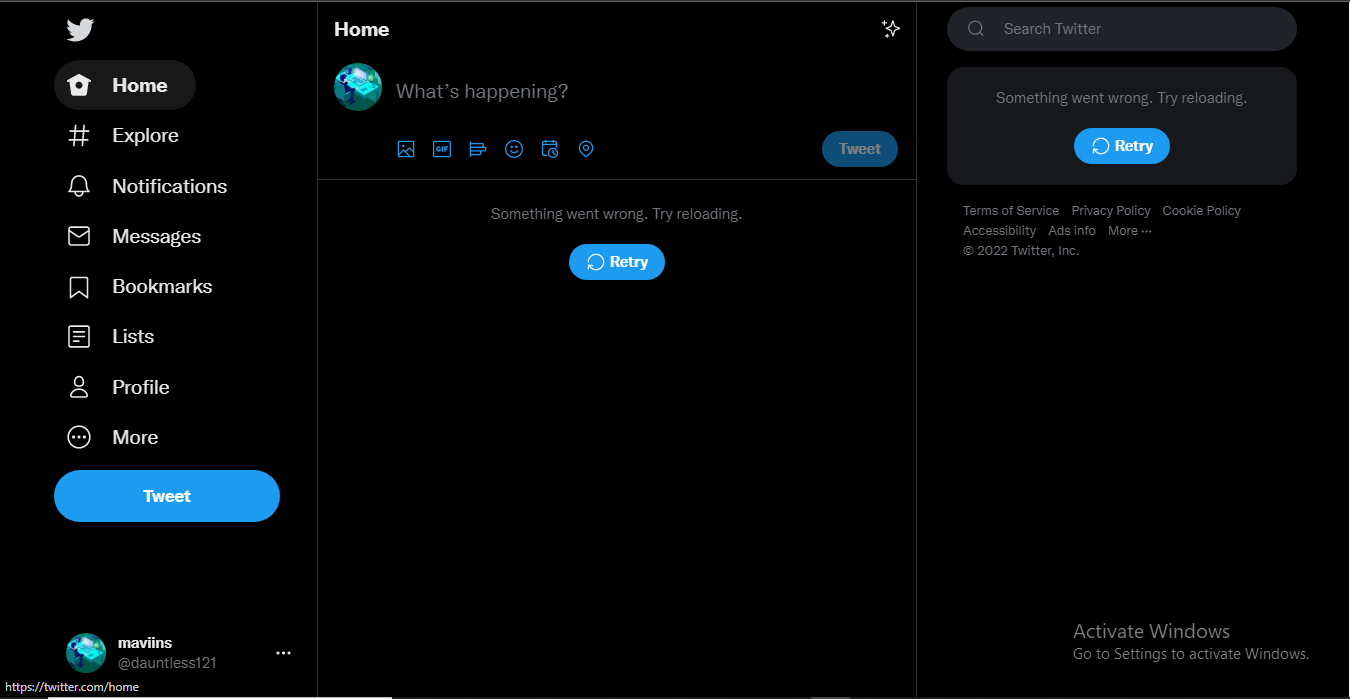 Home
Explore
Notifications
Messages
Bookmarks
Lists
Profile
More
Tweet
maviins
@dauntless121
https://twitter.com/home
Home
What's happening?
GIF
Tweet
Something went wrong. Try reloading.
Retry
Search Twitter
Something went wrong. Try reloading.
Retry
Terms of Service Privacy Policy Cookie Policy
Accessibility Ads info More ···
© 2022 Twitter, Inc.
Activate Windows
Go to Settings to activate Windows.